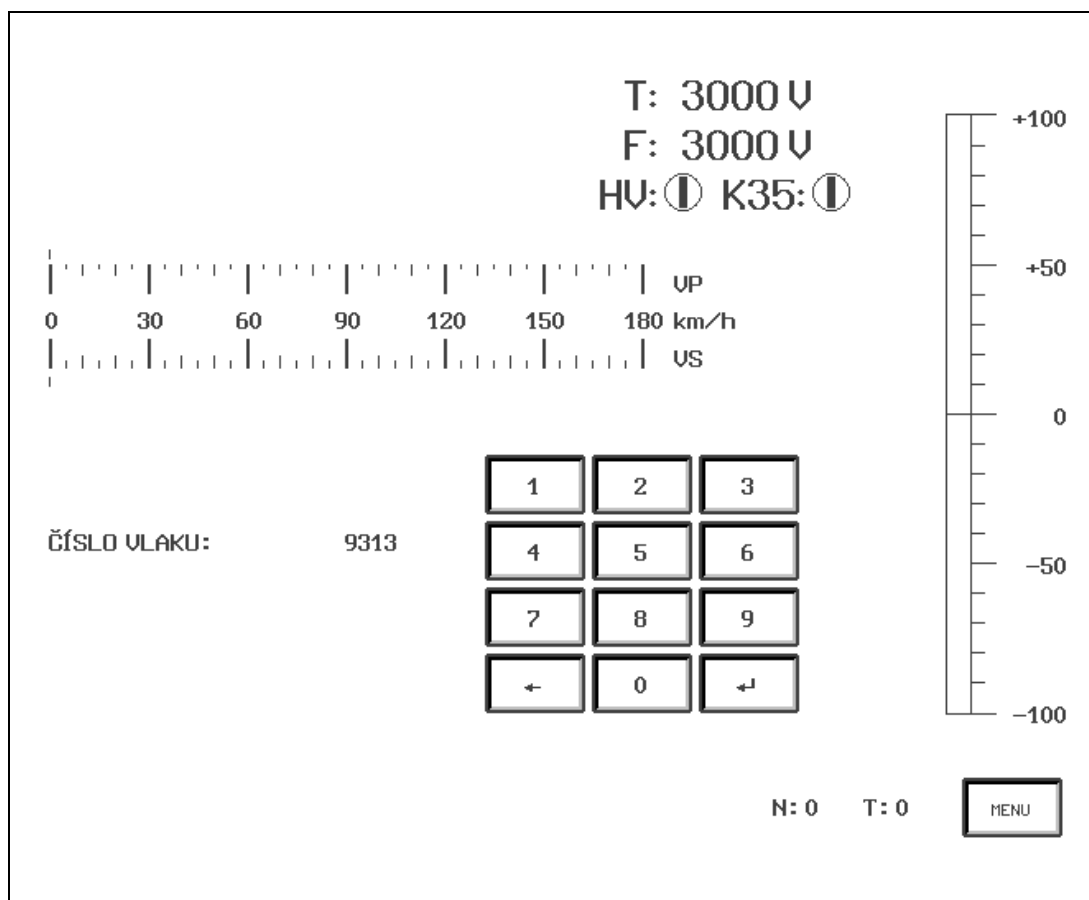 T: 3000 V
F: 3000 V
HV: K35:
+100
+50
0
-50
-100
VP
0 30 60 90 120 150 180 km/h
VS
1 2 3
4 5 6
7 8 9
← 0 ↵
ČÍSLO VLAKU: 9313
N: 0 T: 0
MENU